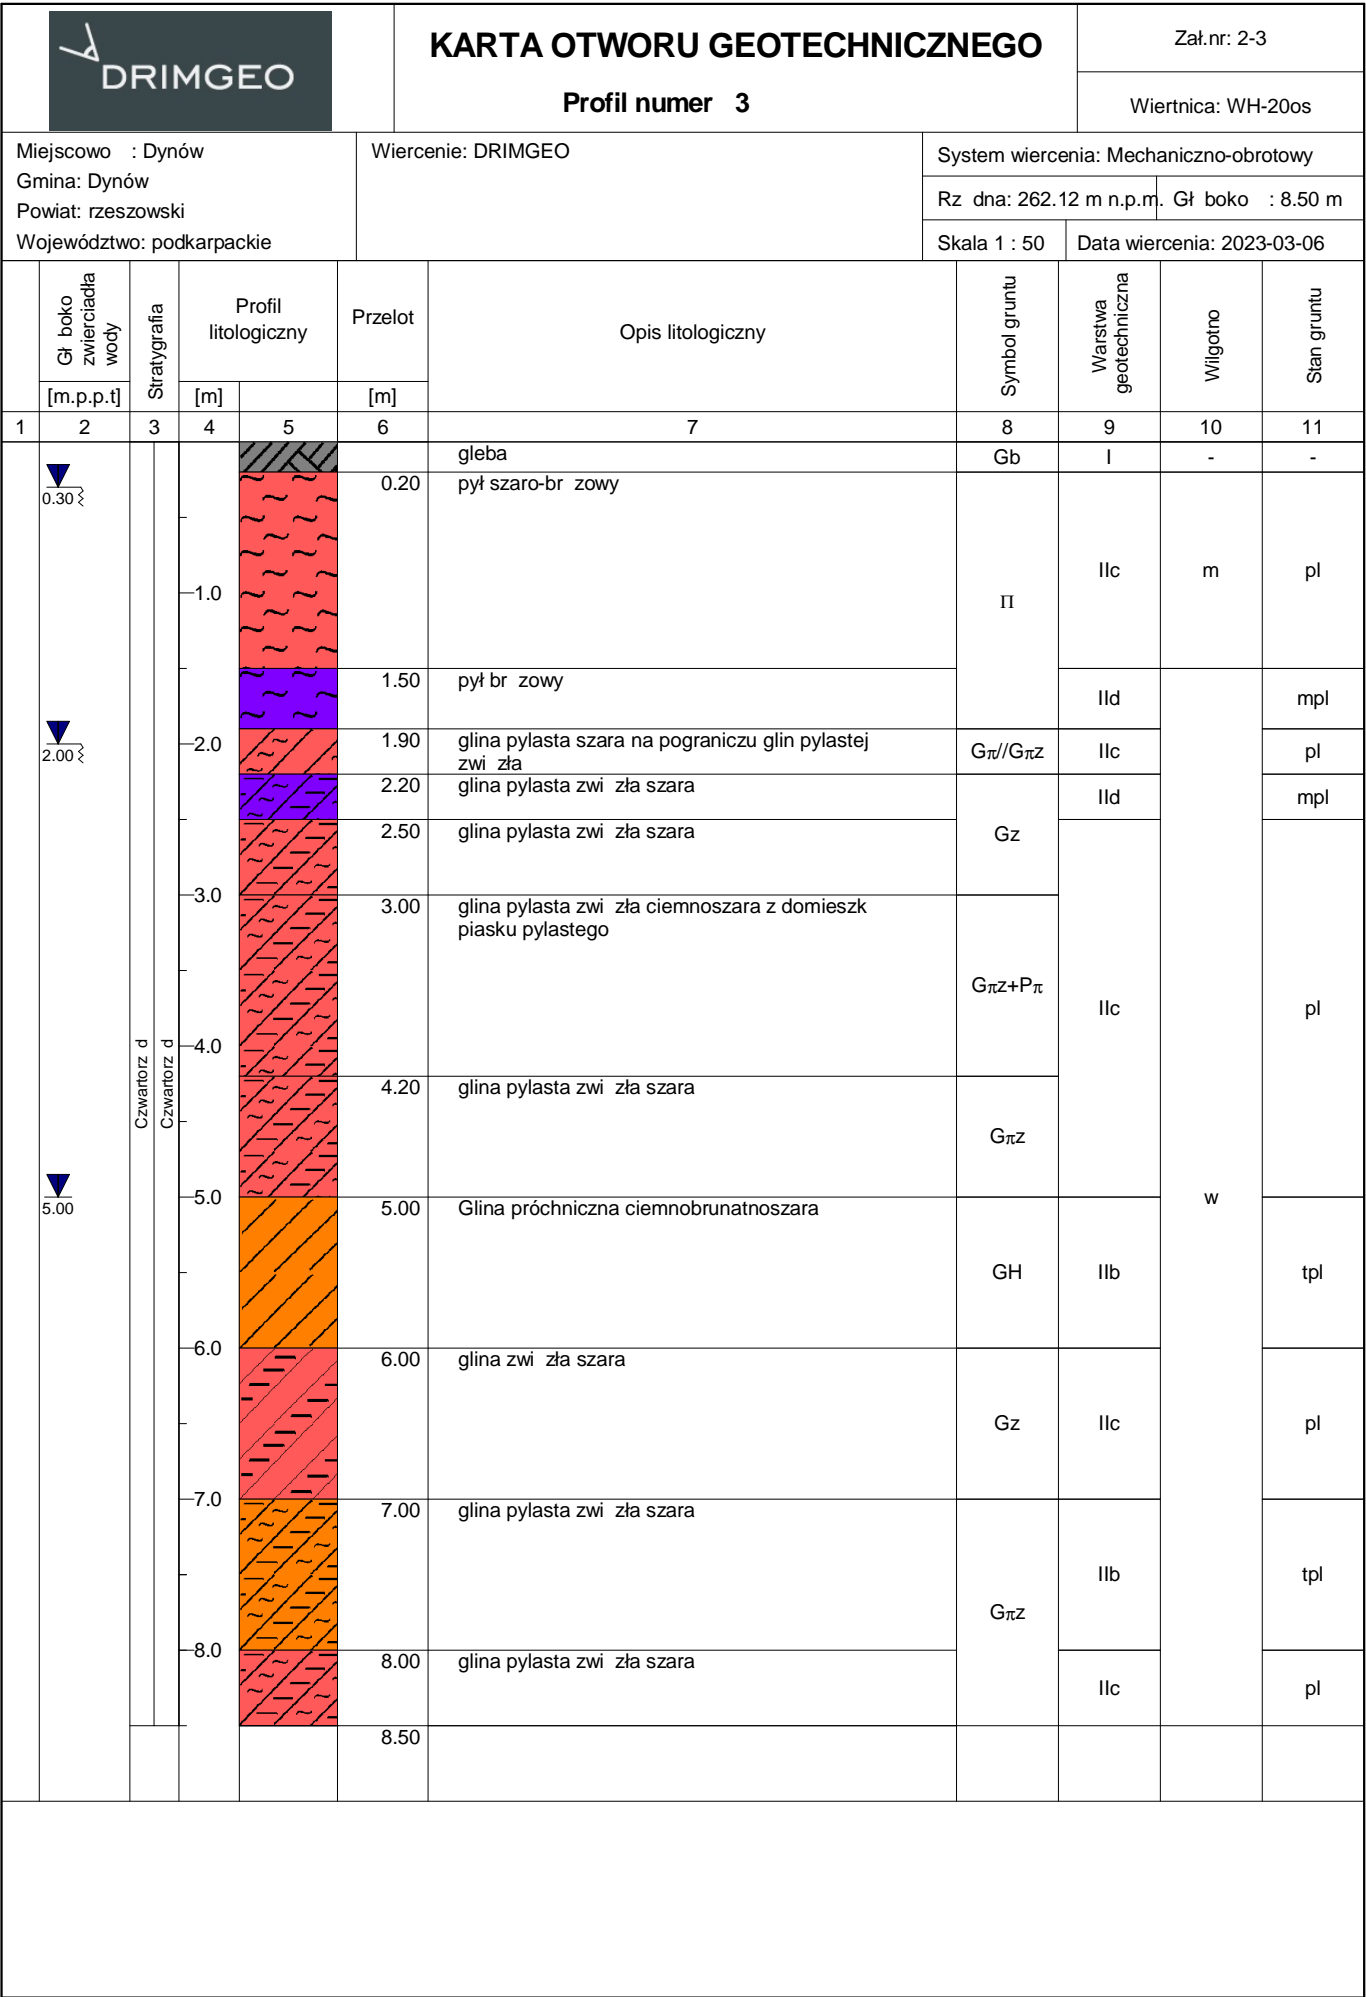 DRIMGEO
KARTA OTWORU GEOTECHNICZNEGO
Profil numer 3
Zał.nr: 2-3
Wiertnica: WH-20os
Miejscowo : Dynów
Gmina: Dynów
Powiat: rzeszowski
Województwo: podkarpackie
Wiercenie: DRIMGEO
System wiercenia: Mechaniczno-obrotowy
Rz dna: 262.12 m n.p.m. Gł boko : 8.50 m
Skala 1 : 50 Data wiercenia: 2023-03-06
Gł boko
zwierciadła
wody
[m.p.p.t]
Stratygrafia
Profil
litologiczny
[m]
Przelot
[m]
Opis litologiczny
Symbol gruntu
Warstwa
geotechniczna
Wilgotno
Stan gruntu
1 2 3 4 5 6 7 8 9 10 11
gleba Gb I - -
0.30
0.20 pył szaro-br zowy
1.0
Π IIc m pl
1.50 pył br zowy
IId mpl
2.00
2.0
1.90 glina pylasta szara na pograniczu glin pylastej
zwi zła
Gπ//Gπz IIc pl
2.20 glina pylasta zwi zła szara
IId mpl
2.50 glina pylasta zwi zła szara
Gz
3.0
3.00 glina pylasta zwi zła ciemnoszara z domieszk
piasku pylastego
Gπz+Pπ IIc pl
4.0
Czwartorz d
Czwartorz d
4.20 glina pylasta zwi zła szara
Gπz
5.00
5.0
w
5.00 Glina próchniczna ciemnobrunatnoszara
GH IIb tpl
6.0
6.00 glina zwi zła szara
Gz IIc pl
7.0
7.00 glina pylasta zwi zła szara
IIb tpl
Gπz
8.0
8.00 glina pylasta zwi zła szara
IIc pl
8.50